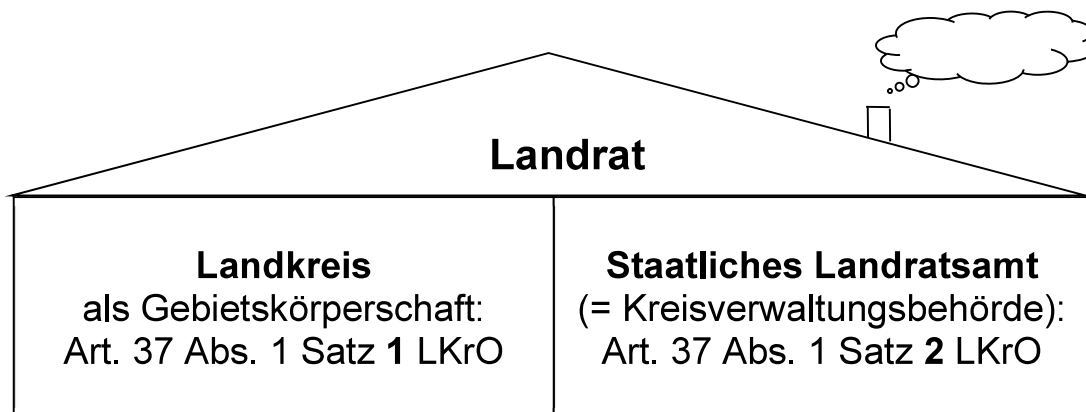 Landrat
Landkreis
als Gebietskörperschaft:
Art. 37 Abs. 1 Satz 1 LKrO
Staatliches Landratsamt
(= Kreisverwaltungsbehörde):
Art. 37 Abs. 1 Satz 2 LKrO